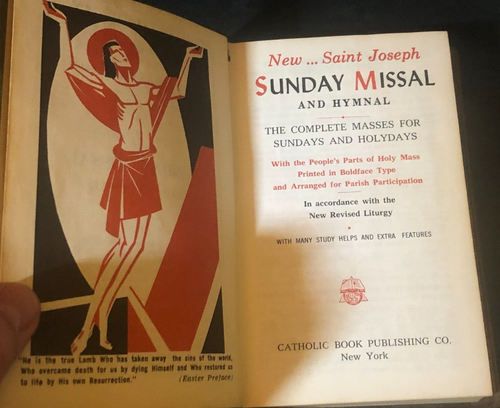 "He is the true Lamb Who has taken away the sins of the world,
Who overcame death for us by dying Himself and Who restored us
to life by His own Resurrection."
(Easter Preface)
New ... Saint Joseph
SUNDAY MISSAL
AND HYMNAL
THE COMPLETE MASSES FOR
SUNDAYS AND HOLYDAYS
With the People's Parts of Holy Mass
Printed in Boldface Type
and Arranged for Parish Participation
In accordance with the
New Revised Liturgy
WITH MANY STUDY HELPS AND EXTRA FEATURES
CATHOLIC BOOK PUBLISHING CO.
New York